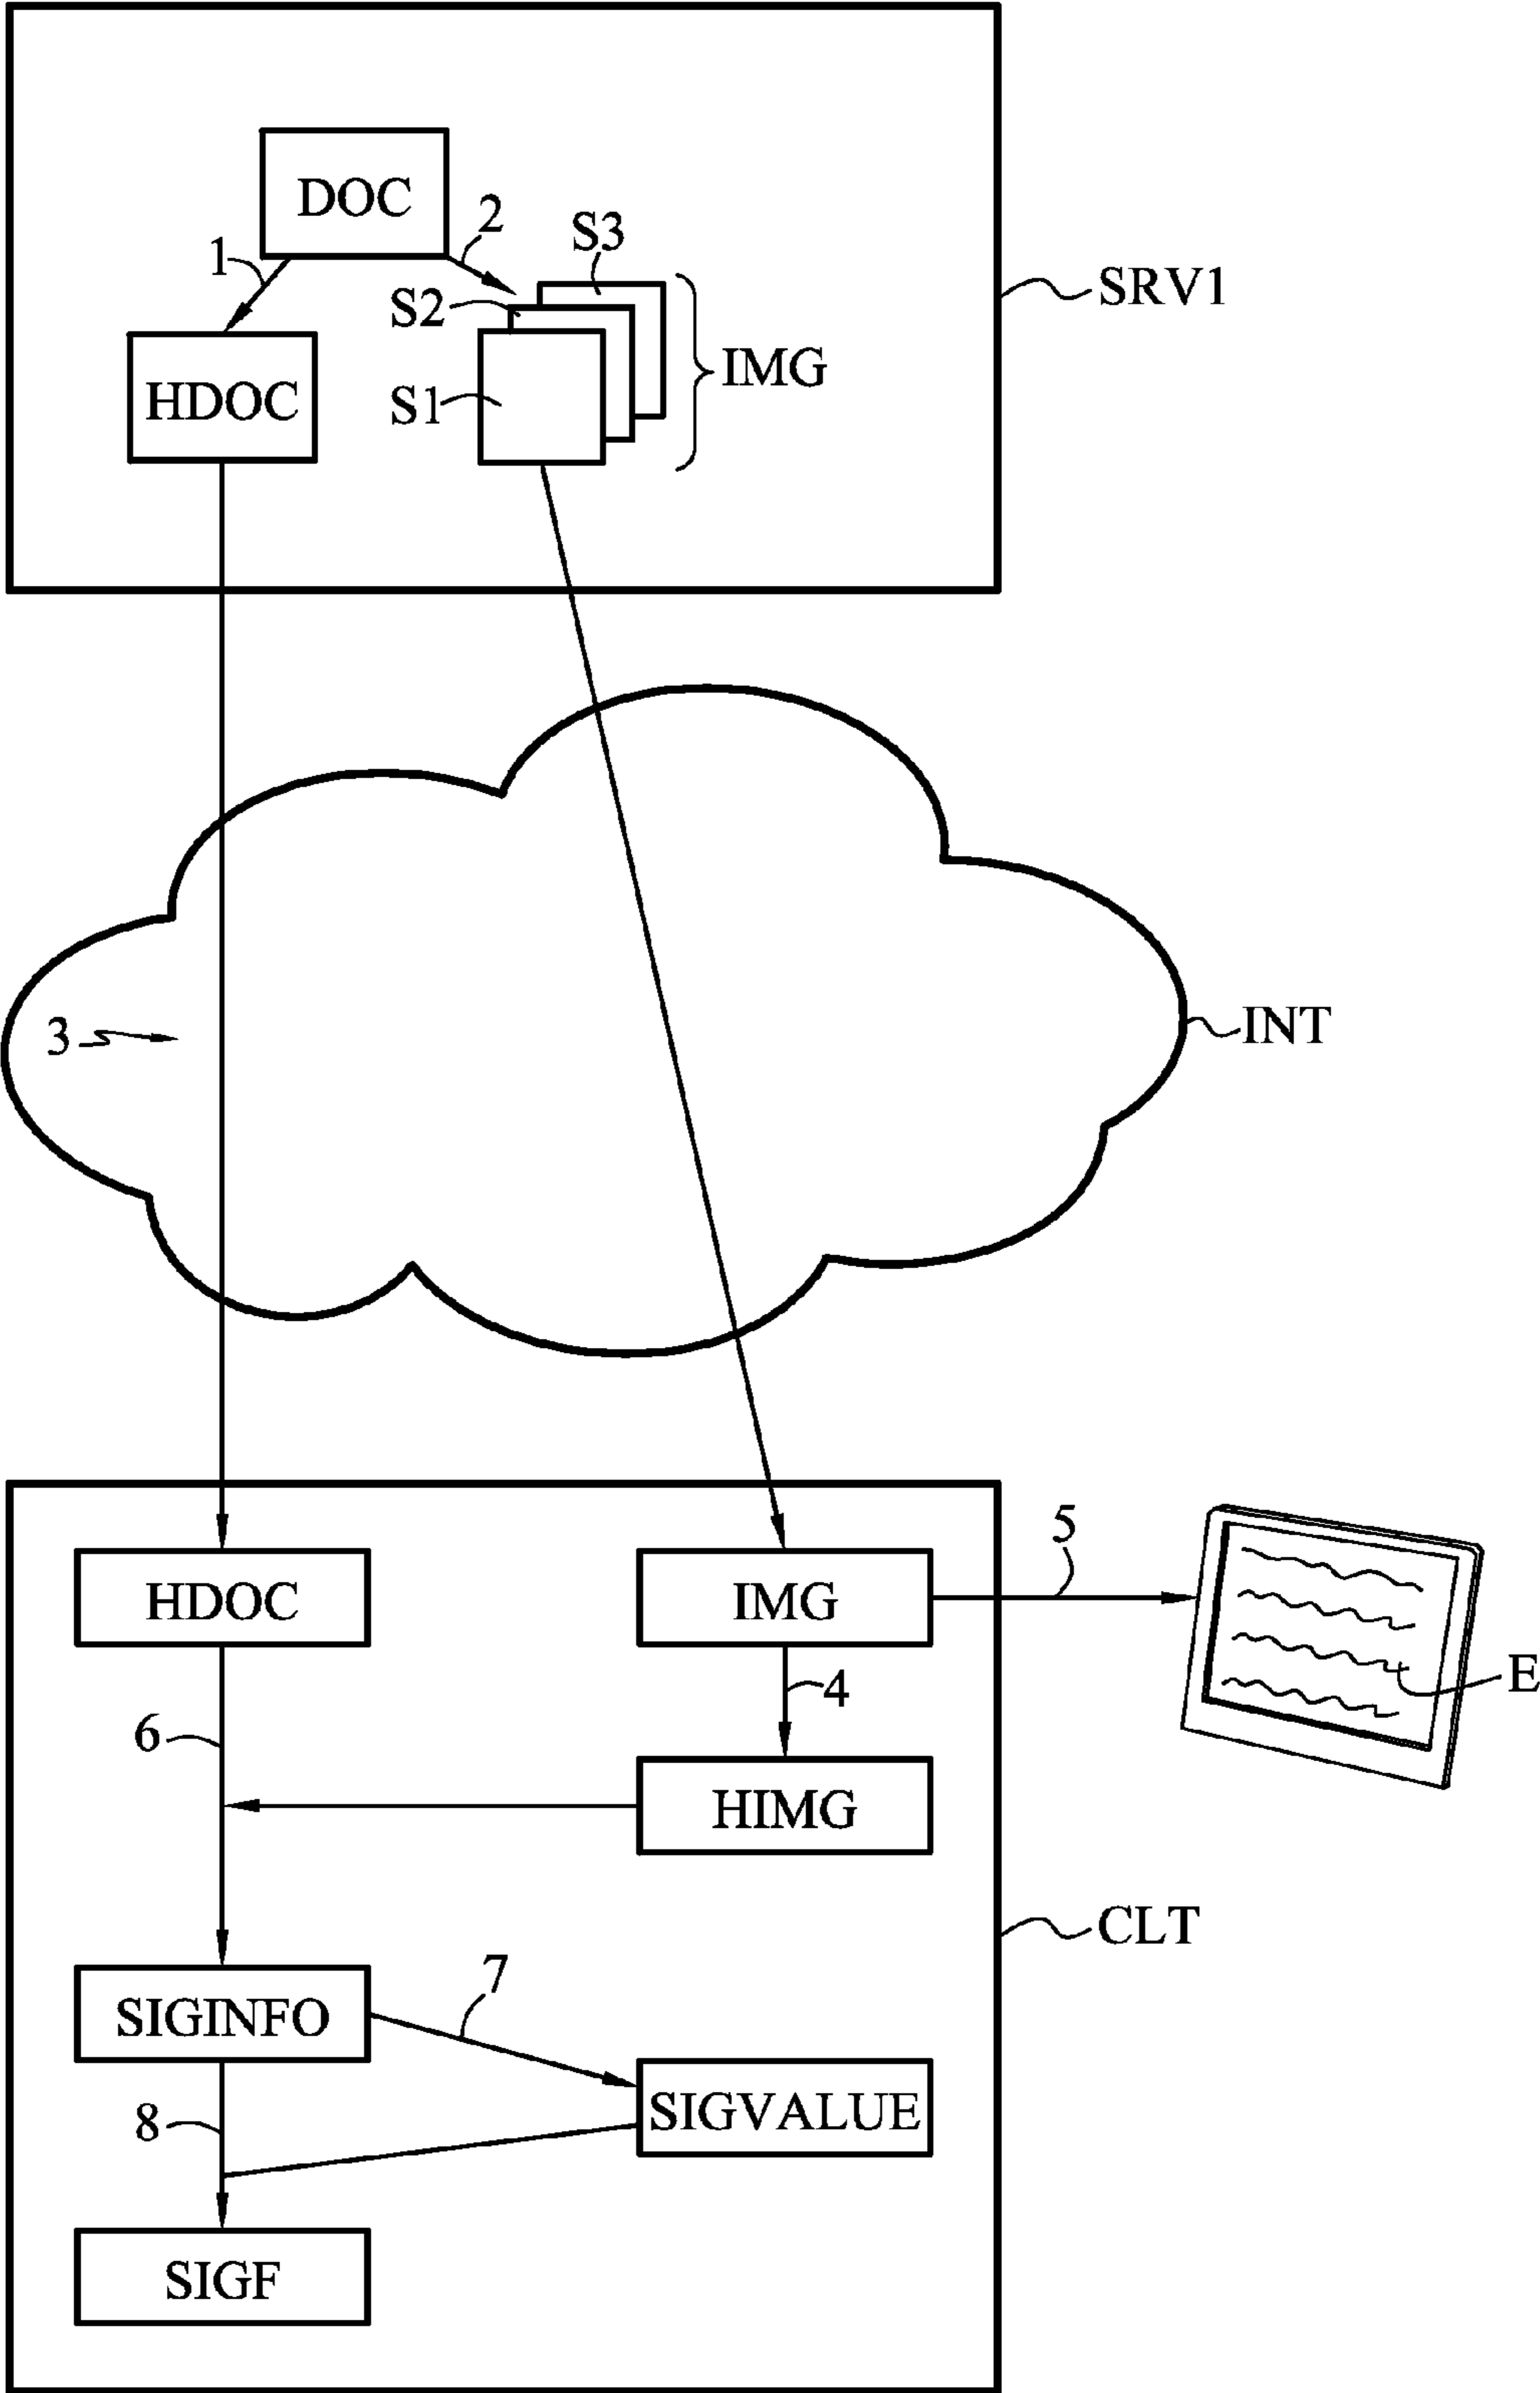 DOC
1
2
S3
S2
SRV1
HDOC
S1
IMG
3
INT
5
HDOC
IMG
E
6
4
HIMG
CLT
SIGINFO
7
8
SIGVALUE
SIGF